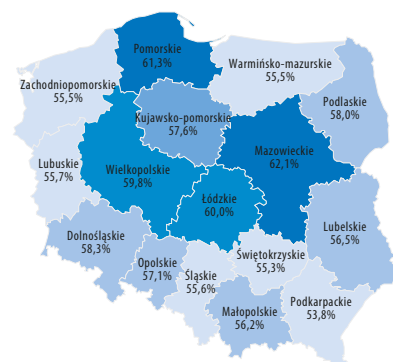 Pomorskie
61,3%
Warmińsko-mazurskie
55,5%
Zachodniopomorskie
55,5%
Podlaskie
58,0%
Kujawsko-pomorskie
57,6%
Mazowieckie
62,1%
Lubuskie
55,7%
Wielkopolskie
59,8%
Łódzkie
60,0%
Lubelskie
56,5%
Dolnośląskie
58,3%
Opolskie
57,1%
Śląskie
55,6%
Świętokrzyskie
55,3%
Małopolskie
56,2%
Podkarpackie
53,8%